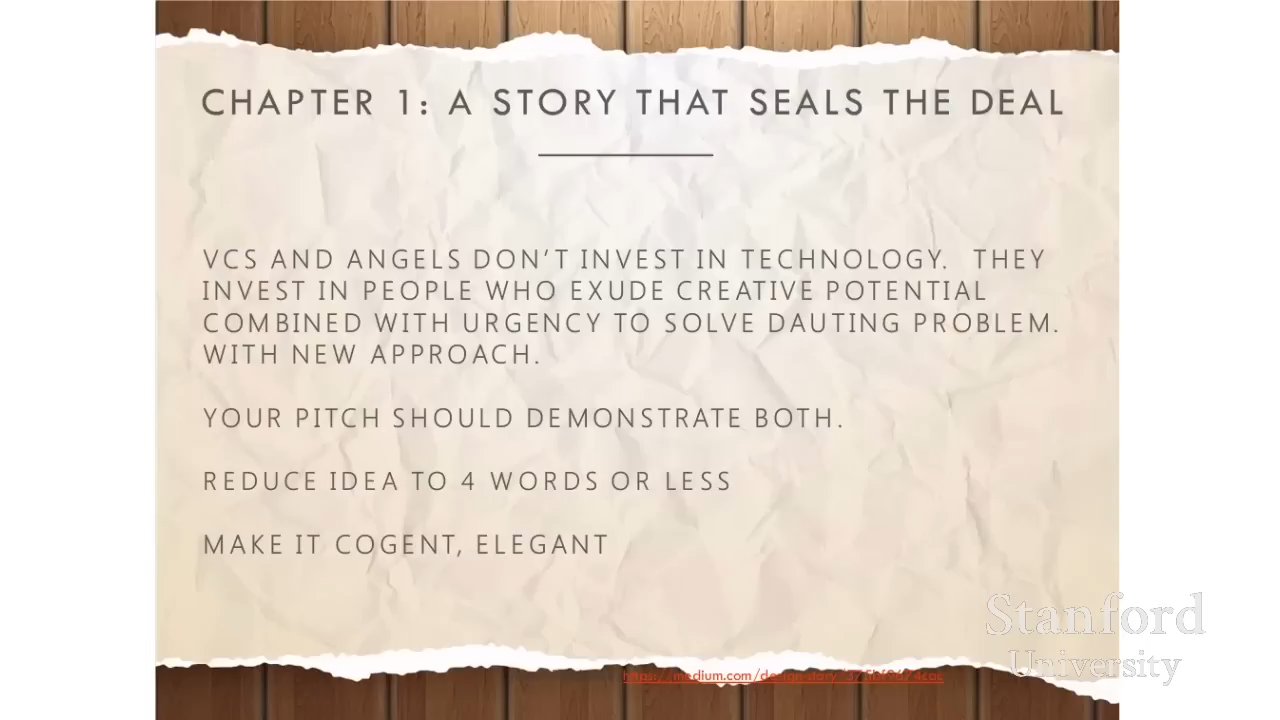 CHAPTER 1: A STORY THAT SEALS THE DEAL
VCS AND ANGELS DON'T INVEST IN TECHNOLOGY. THEY
INVEST IN PEOPLE WHO EXUDE CREATIVE POTENTIAL
COMBINED WITH URGENCY TO SOLVE DAUTING PROBLEM.
WITH NEW APPROACH.
YOUR PITCH SHOULD DEMONSTRATE BOTH.
REDUCE IDEA TO 4 WORDS OR LESS
MAKE IT COGENT, ELEGANT
Stanford
University